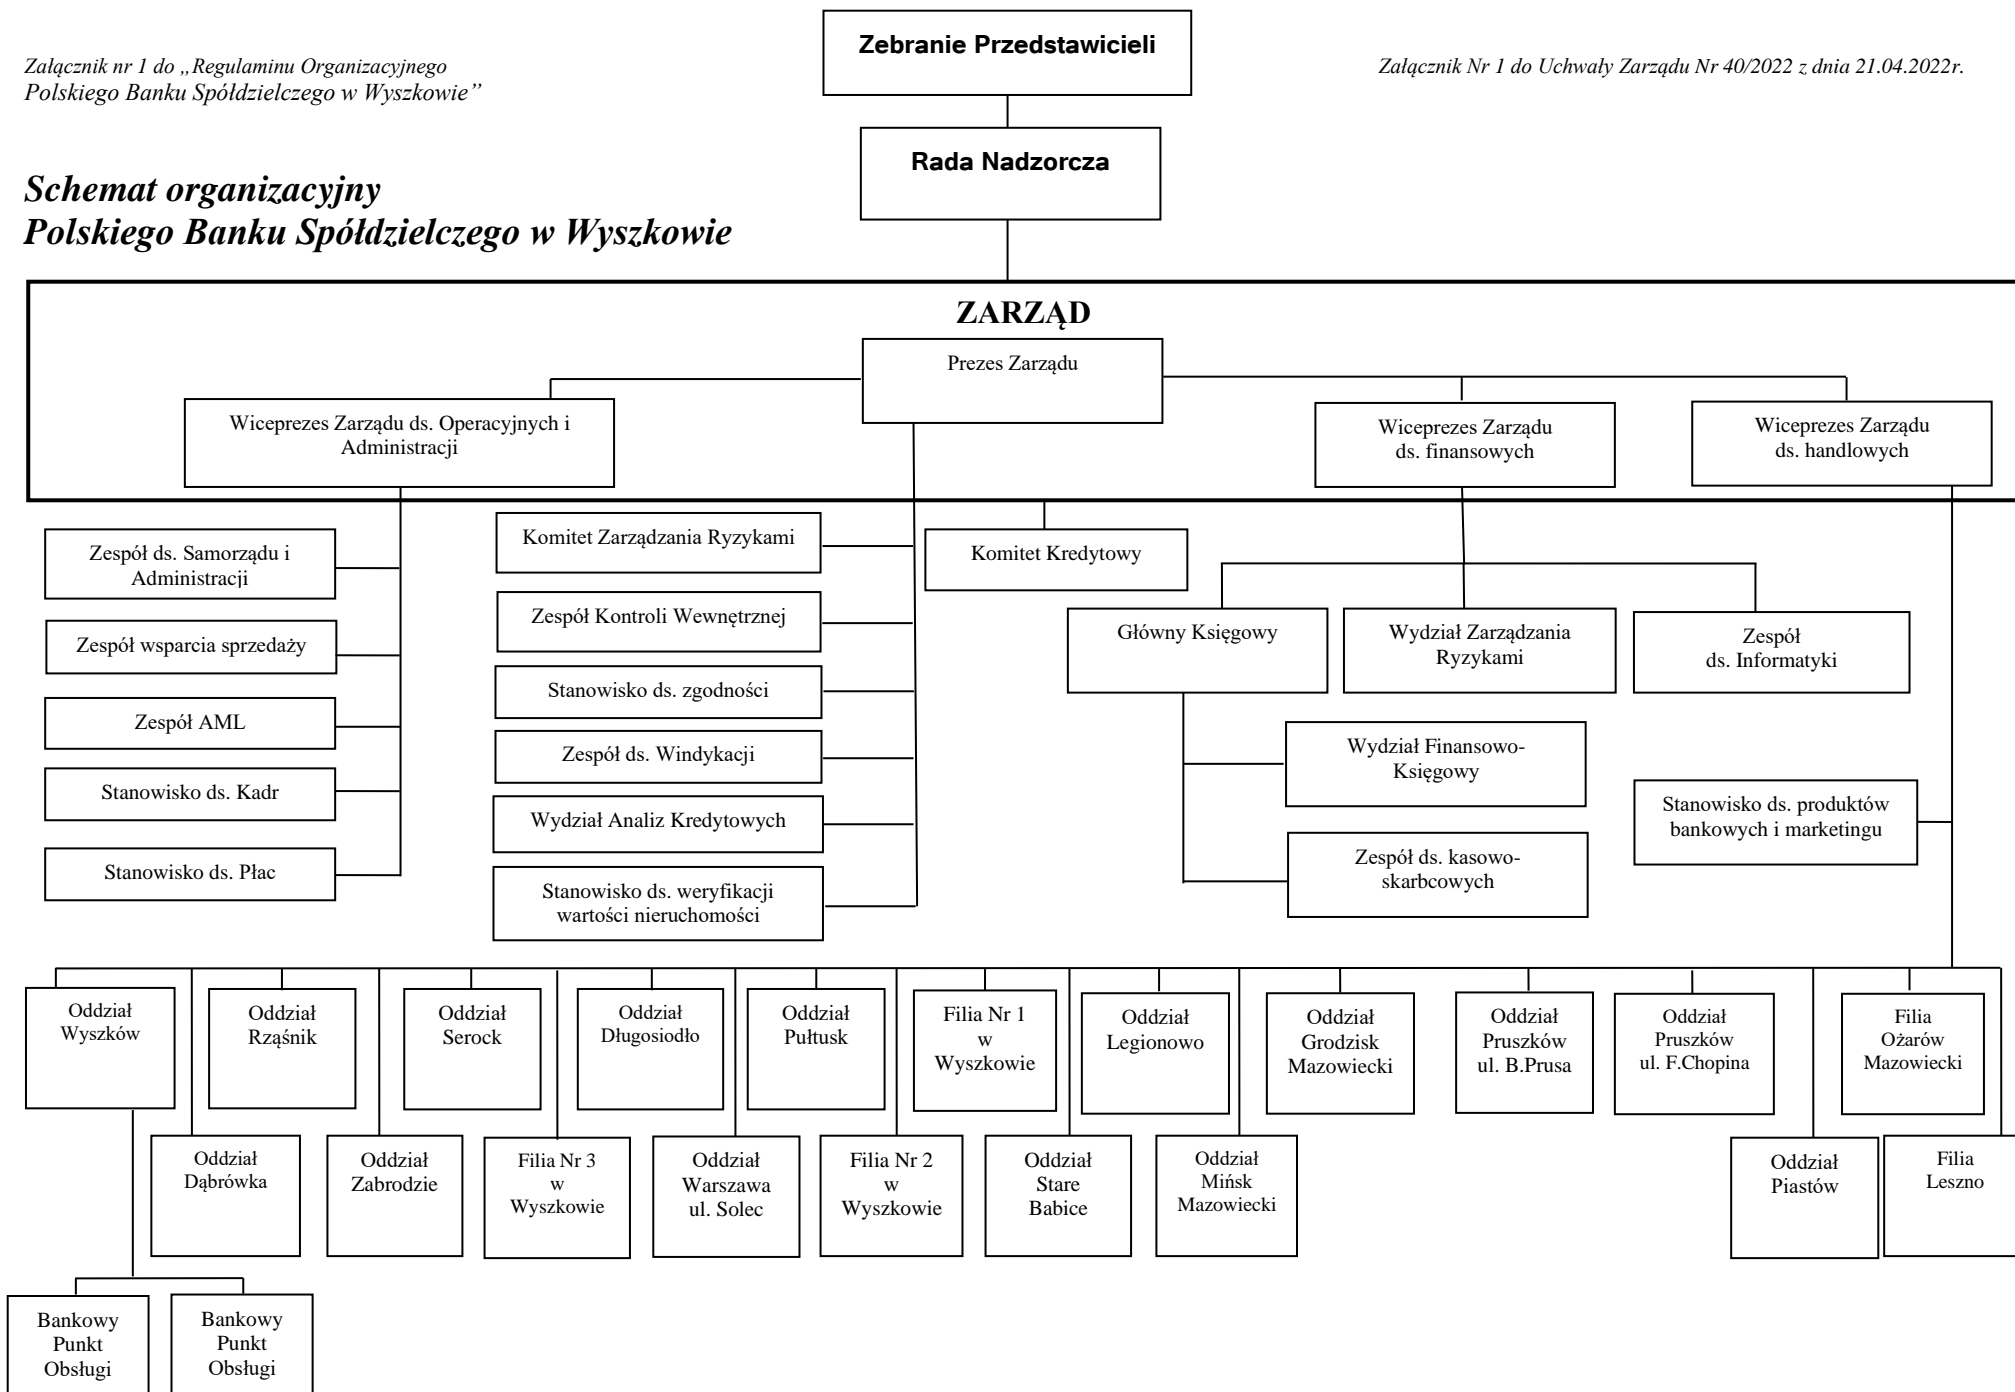 Załącznik nr 1 do „Regulaminu Organizacyjnego
Polskiego Banku Spółdzielczego w Wyszkowie”
Zebranie Przedstawicieli
Załącznik Nr 1 do Uchwały Zarządu Nr 40/2022 z dnia 21.04.2022r.
Rada Nadzorcza
Schemat organizacyjny
Polskiego Banku Spółdzielczego w Wyszkowie
ZARZĄD
Prezes Zarządu
Wiceprezes Zarządu ds. Operacyjnych i
Administracji
Wiceprezes Zarządu
ds. finansowych
Wiceprezes Zarządu
ds. handlowych
Zespół ds. Samorządu i
Administracji
Zespół wsparcia sprzedaży
Zespół AML
Stanowisko ds. Kadr
Stanowisko ds. Płac
Komitet Zarządzania Ryzykami
Zespół Kontroli Wewnętrznej
Stanowisko ds. zgodności
Zespół ds. Windykacji
Wydział Analiz Kredytowych
Stanowisko ds. weryfikacji
wartości nieruchomości
Komitet Kredytowy
Główny Księgowy
Wydział Zarządzania
Ryzykami
Zespół
ds. Informatyki
Wydział Finansowo-
Księgowy
Zespół ds. kasowo-
skarbcowych
Stanowisko ds. produktów
bankowych i marketingu
Oddział
Wyszków
Oddział
Rząśnik
Oddział
Serock
Oddział
Długosiodło
Oddział
Pułtusk
Filia Nr 1
w
Wyszkowie
Oddział
Legionowo
Oddział
Grodzisk
Mazowiecki
Oddział
Pruszków
ul. B.Prusa
Oddział
Pruszków
ul. F.Chopina
Filia
Ożarów
Mazowiecki
Oddział
Dąbrówka
Oddział
Zabrodzie
Filia Nr 3
w
Wyszkowie
Oddział
Warszawa
ul. Solec
Filia Nr 2
w
Wyszkowie
Oddział
Stare
Babice
Oddział
Mińsk
Mazowiecki
Oddział
Piastów
Filia
Leszno
Bankowy
Punkt
Obsługi
Bankowy
Punkt
Obsługi